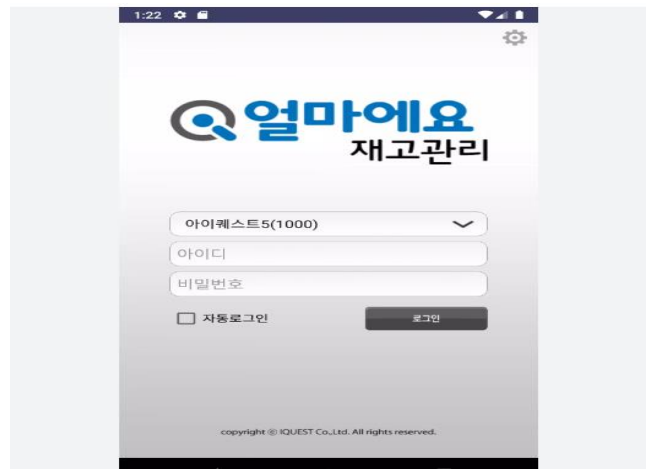 1:22
얼마에요
재고관리
아이퀘스트5(1000)
아이디
비밀번호
자동로그인
로그인
copyright ⓒ IQUEST Co.,Ltd. All rights reserved.